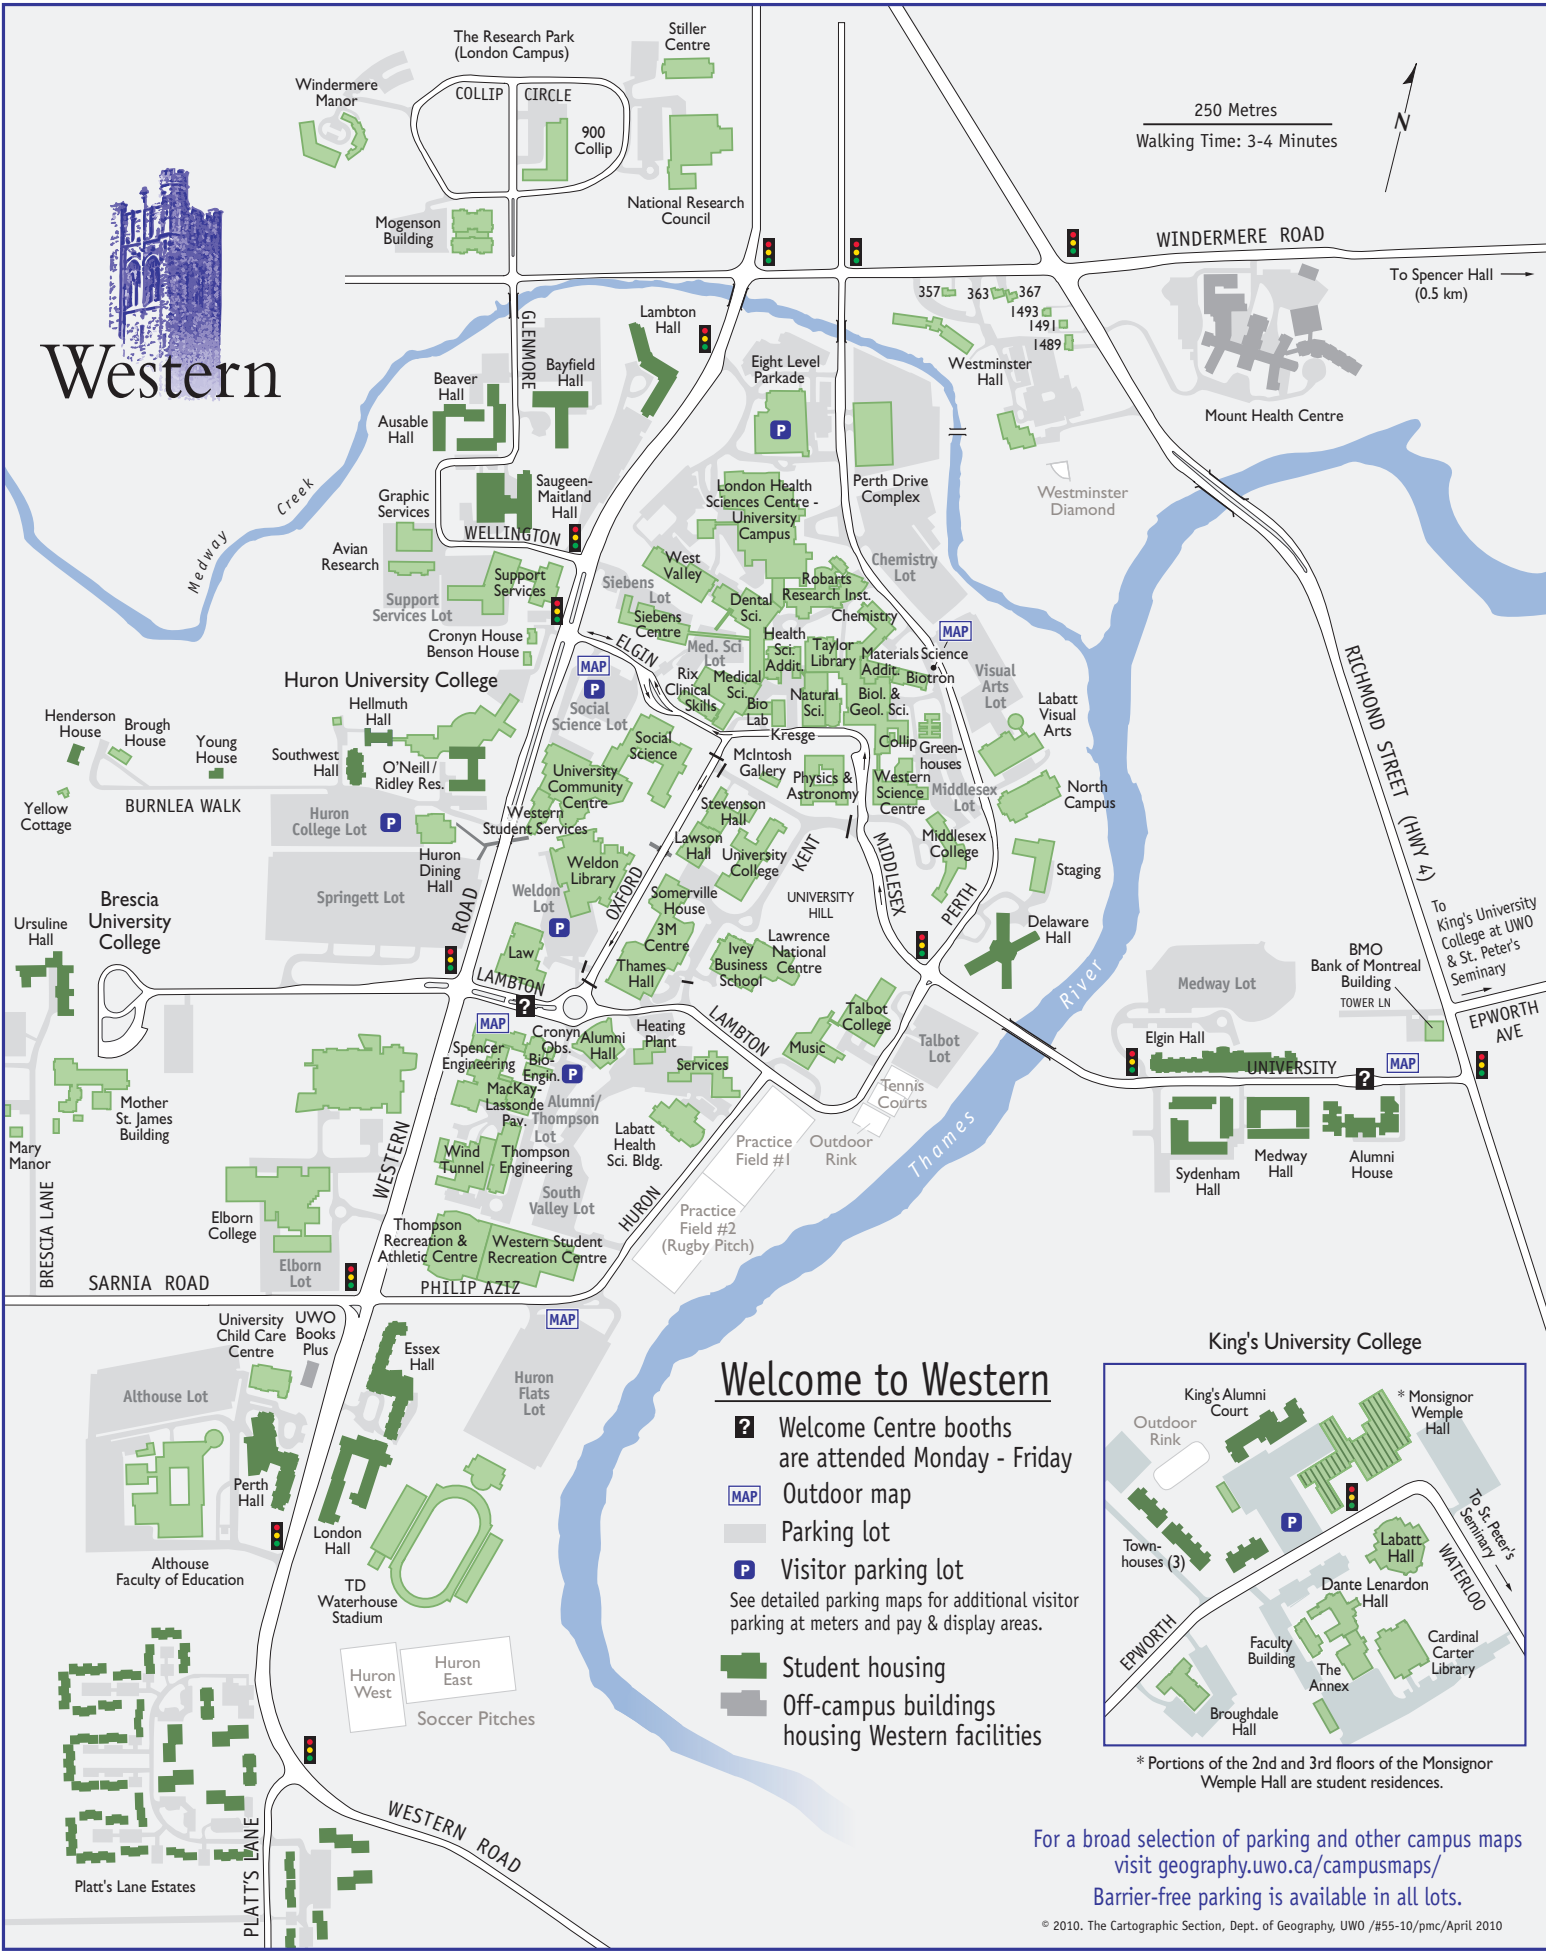 The Research Park
(London Campus)
Stiller
Centre
Windermere
Manor
COLLIP
CIRCLE
900
Collip
250 Metres
Walking Time: 3-4 Minutes
N
National Research
Council
Mogenson
Building
WINDERMERE ROAD
To Spencer Hall
(0.5 km)
Western
GLENMORE
Lambton
Hall
357
363
367
1493
1491
1489
Westminster
Hall
Mount Health Centre
Bayfield
Hall
Beaver
Hall
Ausable
Hall
Eight Level
Parkade
P
Perth Drive
Complex
Westminster
Diamond
Medway
Creek
Graphic
Services
Saugeen-
Maitland
Hall
WELLINGTON
London Health
Sciences Centre -
University
Campus
Avian
Research
Support
Services
Support
Services Lot
Cronyn House
Benson House
West
Valley
Siebens
Lot
Siebens
Centre
Dental
Sci.
Robarts
Research Inst.
Chemistry
Chemistry
Lot
MAP
ELGIN
Med. Sci
Lot
Health
Sci.
Addit.
Taylor
Library
Materials Science
Addit.
Biotron
Visual
Arts
Lot
Labatt
Visual
Arts
MAP
P
Social
Science Lot
Rix
Clinical
Skills
Medical
Sci.
Bio
Lab
Natural
Sci.
Biol. &
Geol. Sci.
Kresge
Collip
Green-
houses
Huron University College
Hellmuth
Hall
Southwest
Hall
O'Neill/
Ridley Res.
Henderson
House
Brough
House
Young
House
Yellow
Cottage
BURNLEA WALK
Huron
College Lot
P
Huron
Dining
Hall
Springett Lot
Social
Science
University
Community
Centre
Western
Student Services
Weldon
Library
Weldon
Lot
P
McIntosh
Gallery
Physics &
Astronomy
Western
Science
Centre
Middlesex
Lot
North
Campus
Stevenson
Hall
Lawson
Hall
University
College
KENT
MIDDLESEX
Middlesex
College
Staging
PERTH
OXFORD
Somerville
House
UNIVERSITY
HILL
3M
Centre
Thames
Hall
Ivey
Business
School
Lawrence
National
Centre
Delaware
Hall
Law
LAMBTON
?
ROAD
Brescia
University
College
Ursuline
Hall
RICHMOND STREET (HWY 4)
To
King's University
College at UWO
& St. Peter's
Seminary
BMO
Bank of Montreal
Building
TOWER LN
EPWORTH
AVE
Medway Lot
Elgin Hall
UNIVERSITY
?
MAP
Sydenham
Hall
Medway
Hall
Alumni
House
Thames
River
MAP
Cronyn
Obs.
Spencer
Engineering
Bio-
Engin.
P
Alumni
Hall
Heating
Plant
LAMBTON
Services
Music
Talbot
College
Talbot
Lot
Tennis
Courts
Outdoor
Rink
MacKay-
Lassonde
Pav.
Alumni/
Thompson
Lot
Labatt
Health
Sci. Bldg.
Practice
Field #1
Practice
Field #2
(Rugby Pitch)
Wind
Tunnel
Thompson
Engineering
South
Valley Lot
HURON
Mother
St. James
Building
Mary
Manor
BRESCIA LANE
Elborn
College
Elborn
Lot
WESTERN
Thompson
Recreation &
Athletic Centre
Western Student
Recreation Centre
SARNIA ROAD
PHILIP AZIZ
MAP
University
Child Care
Centre
UWO
Books
Plus
Essex
Hall
Huron
Flats
Lot
Althouse Lot
Perth
Hall
London
Hall
Althouse
Faculty of Education
TD
Waterhouse
Stadium
Huron
West
Huron
East
Soccer Pitches
Platt's Lane Estates
PLATT'S LANE
WESTERN ROAD
Welcome to Western
? Welcome Centre booths
are attended Monday - Friday
MAP Outdoor map
Parking lot
P Visitor parking lot
See detailed parking maps for additional visitor
parking at meters and pay & display areas.
Student housing
Off-campus buildings
housing Western facilities
King's University College
King's Alumni
Court
Outdoor
Rink
* Monsignor
Wemple
Hall
P
Town-
houses (3)
To St. Peter's
Seminary
Labatt
Hall
WATERLOO
Dante Lenardon
Hall
EPWORTH
Faculty
Building
The
Annex
Cardinal
Carter
Library
Broughdale
Hall
* Portions of the 2nd and 3rd floors of the Monsignor
Wemple Hall are student residences.
For a broad selection of parking and other campus maps
visit geography.uwo.ca/campusmaps/
Barrier-free parking is available in all lots.
© 2010. The Cartographic Section, Dept. of Geography, UWO /#55-10/pmc/April 2010